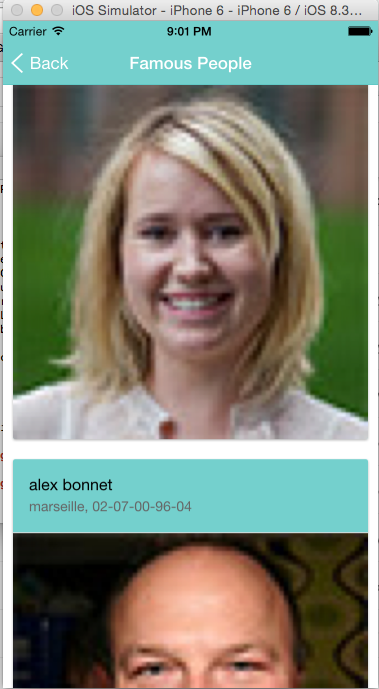 iOS Simulator - iPhone 6 - iPhone 6 / iOS 8.3...
Carrier 9:01 PM
Back Famous People
alex bonnet
marseille, 02-07-00-96-04